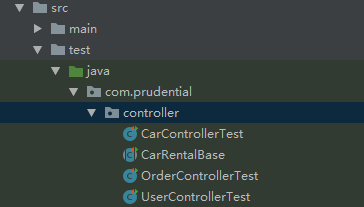 src
main
test
java
com.prudential
controller
CarControllerTest
CarRentalBase
OrderControllerTest
UserControllerTest